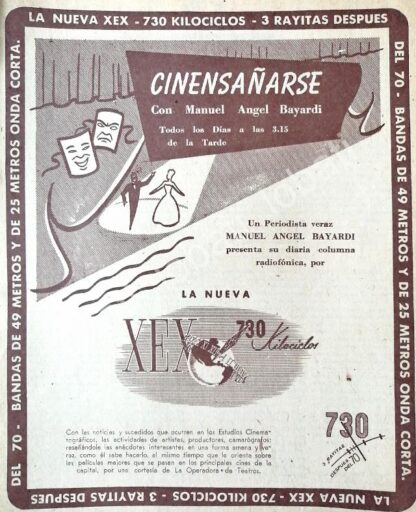 LA NUEVA XEX - 730 KILOCICLOS - 3 RAYITAS DESPUES
DEL 70 - BANDAS DE 49 METROS Y DE 25 METROS ONDA CORTA.
CINENSAÑARSE
Con Manuel Angel Bayardi
Todos los Días a las 3.15
de la Tarde
Un Periodista veraz
MANUEL ANGEL BAYARDI
presenta su diaria columna
radiofónica, por
LA NUEVA
XEX 730 Kilociclos
Con las noticias y sucedidos que ocurren en los Estudios Cinema-
tográficos, las actividades de artistas, productores, camarógrafos;
reseñándole las anécdotas interesantes en una forma amena y
como él sabe hacerlo, al mismo tiempo que le orienta sobre
las películas mejores que se pasen en los principales cines de la
capital, por una cortesía de La Operadora de Teatros.
730
3 RAYITAS
DESPUES
DEL 70
DEL 70 - BANDAS DE 49 METROS Y DE 25 METROS ONDA CORTA.
LA NUEVA XEX - 730 KILOCICLOS - 3 RAYITAS DESPUES